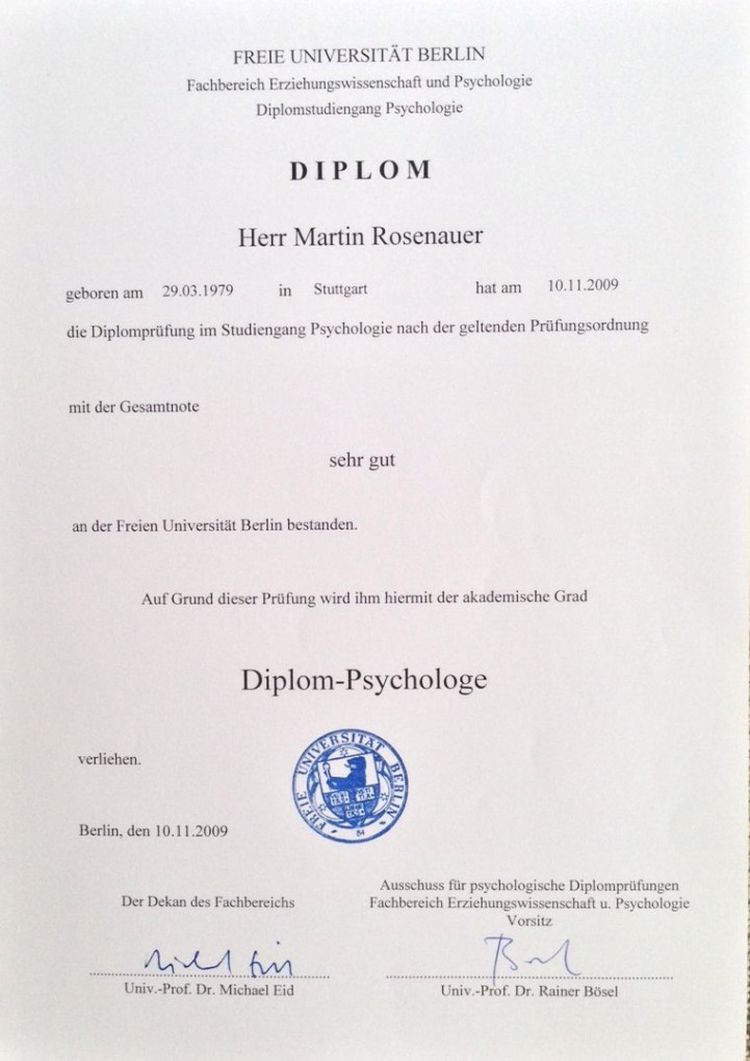 FREIE UNIVERSITÄT BERLIN
Fachbereich Erziehungswissenschaft und Psychologie
Diplomstudiengang Psychologie
DIPLOM
Herr Martin Rosenauer
geboren am 29.03.1979 in Stuttgart hat am 10.11.2009
die Diplomprüfung im Studiengang Psychologie nach der geltenden Prüfungsordnung
mit der Gesamtnote
sehr gut
an der Freien Universität Berlin bestanden.
Auf Grund dieser Prüfung wird ihm hiermit der akademische Grad
Diplom-Psychologe
verliehen.
FREIE UNIVERSITÄT BERLIN
64
Berlin, den 10.11.2009
Der Dekan des Fachbereichs
Ausschuss für psychologische Diplomprüfungen
Fachbereich Erziehungswissenschaft u. Psychologie
Vorsitz
Univ.-Prof. Dr. Michael Eid
Univ.-Prof. Dr. Rainer Bösel